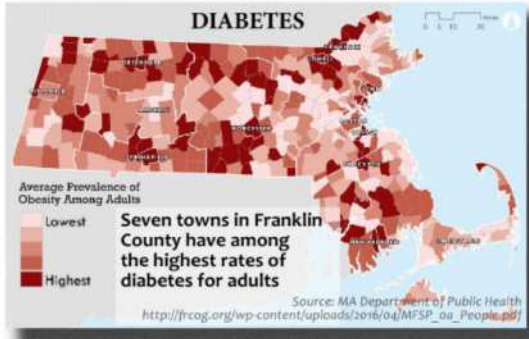 DIABETES
WORCESTER
Average Prevalence of
Obesity Among Adults
Lowest
Highest
Seven towns in Franklin
County have among
the highest rates of
diabetes for adults
Source: MA Department of Public Health
http://frcog.org/wp-content/uploads/2016/04/MFSP_0a_People.pdf